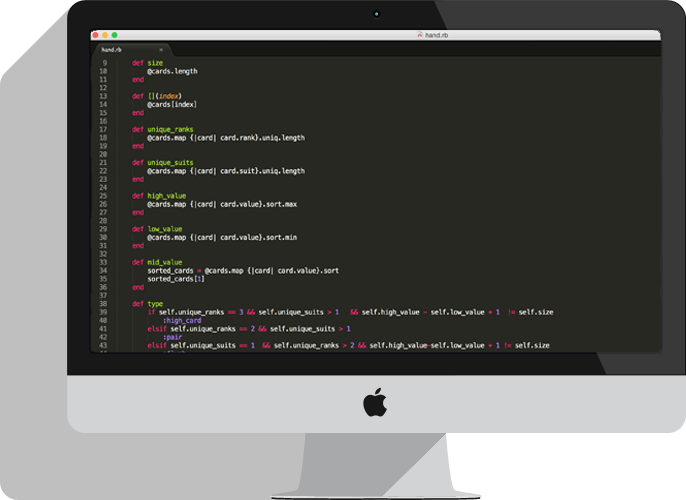 hand.rb
hand.rb
9 def size
10 @cards.length
11 end
12
13 def [](index)
14 @cards[index]
15 end
16
17 def unique_ranks
18 @cards.map {|card| card.rank}.uniq.length
19 end
20
21 def unique_suits
22 @cards.map {|card| card.suit}.uniq.length
23 end
24
25 def high_value
26 @cards.map {|card| card.value}.sort.max
27 end
28
29 def low_value
30 @cards.map {|card| card.value}.sort.min
31 end
32
33 def mid_value
34 sorted_cards = @cards.map {|card| card.value}.sort
35 sorted_cards[1]
36 end
37
38 def type
39 if self.unique_ranks == 3 && self.unique_suits > 1 && self.high_value - self.low_value + 1 != self.size
40 :high_card
41 elsif self.unique_ranks == 2 && self.unique_suits > 1
42 :pair
43 elsif self.unique_suits == 1 && self.unique_ranks > 2 && self.high_value-self.low_value + 1 != self.size